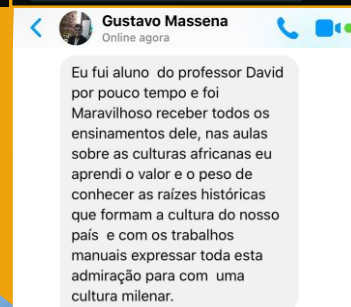 Gustavo Massena
Online agora
Eu fui aluno do professor David
por pouco tempo e foi
Maravilhoso receber todos os
ensinamentos dele, nas aulas
sobre as culturas africanas eu
aprendi o valor e o peso de
conhecer as raízes históricas
que formam a cultura do nosso
país e com os trabalhos
manuais expressar toda esta
admiração para com uma
cultura milenar.